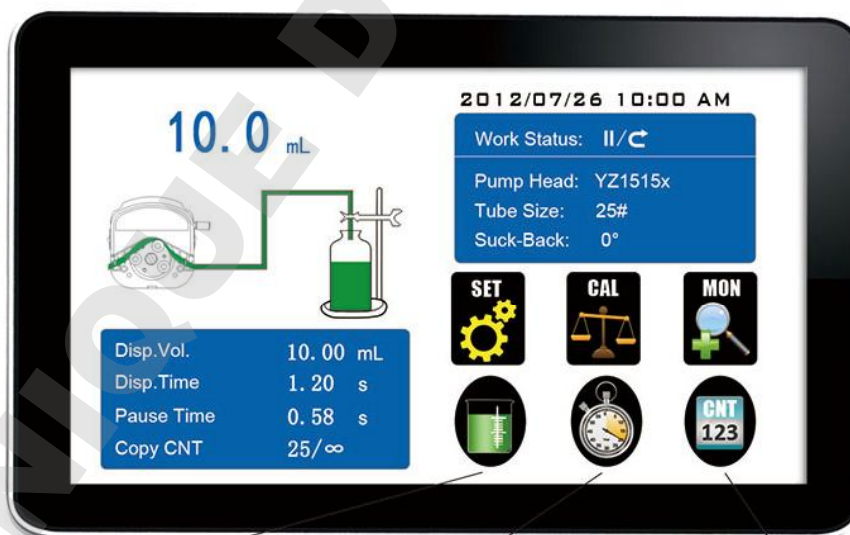 2012/07/26 10:00 AM
10.0 mL
Work Status: II/
Pump Head: YZ1515x
Tube Size: 25#
Suck-Back: 0°
SET
CAL
MON
Disp.Vol. 10.00 mL
Disp.Time 1.20 s
Pause Time 0.58 s
Copy CNT 25/∞
CNT
123